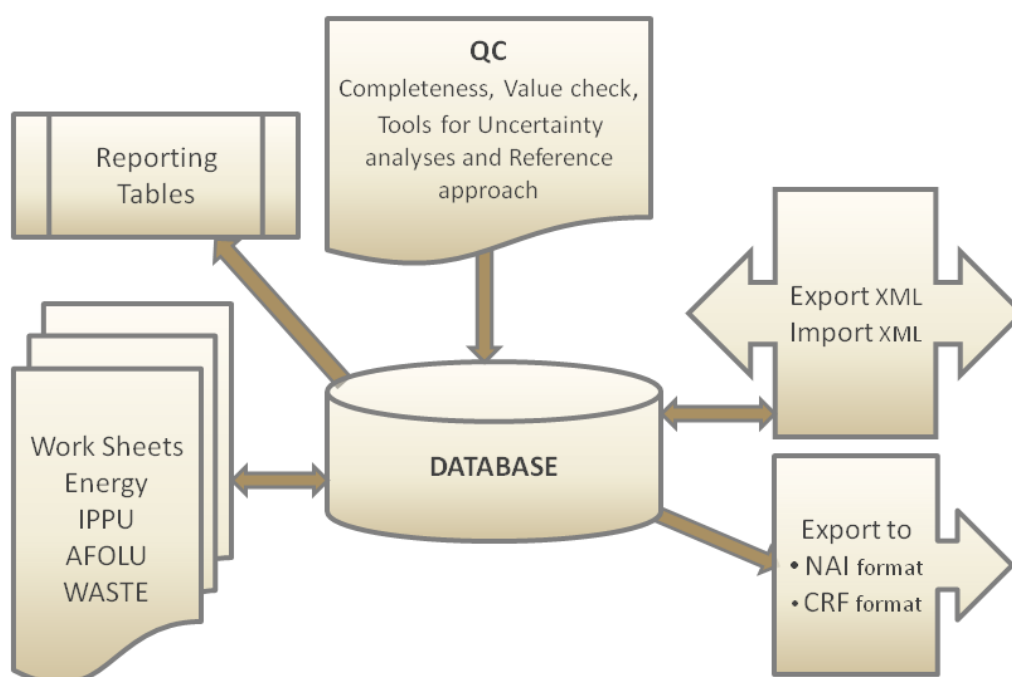 QC
Completeness, Value check,
Tools for Uncertainty
analyses and Reference
approach
Reporting
Tables
Export XML
Import XML
Work Sheets
Energy
IPPU
AFOLU
WASTE
DATABASE
Export to
• NAI format
• CRF format